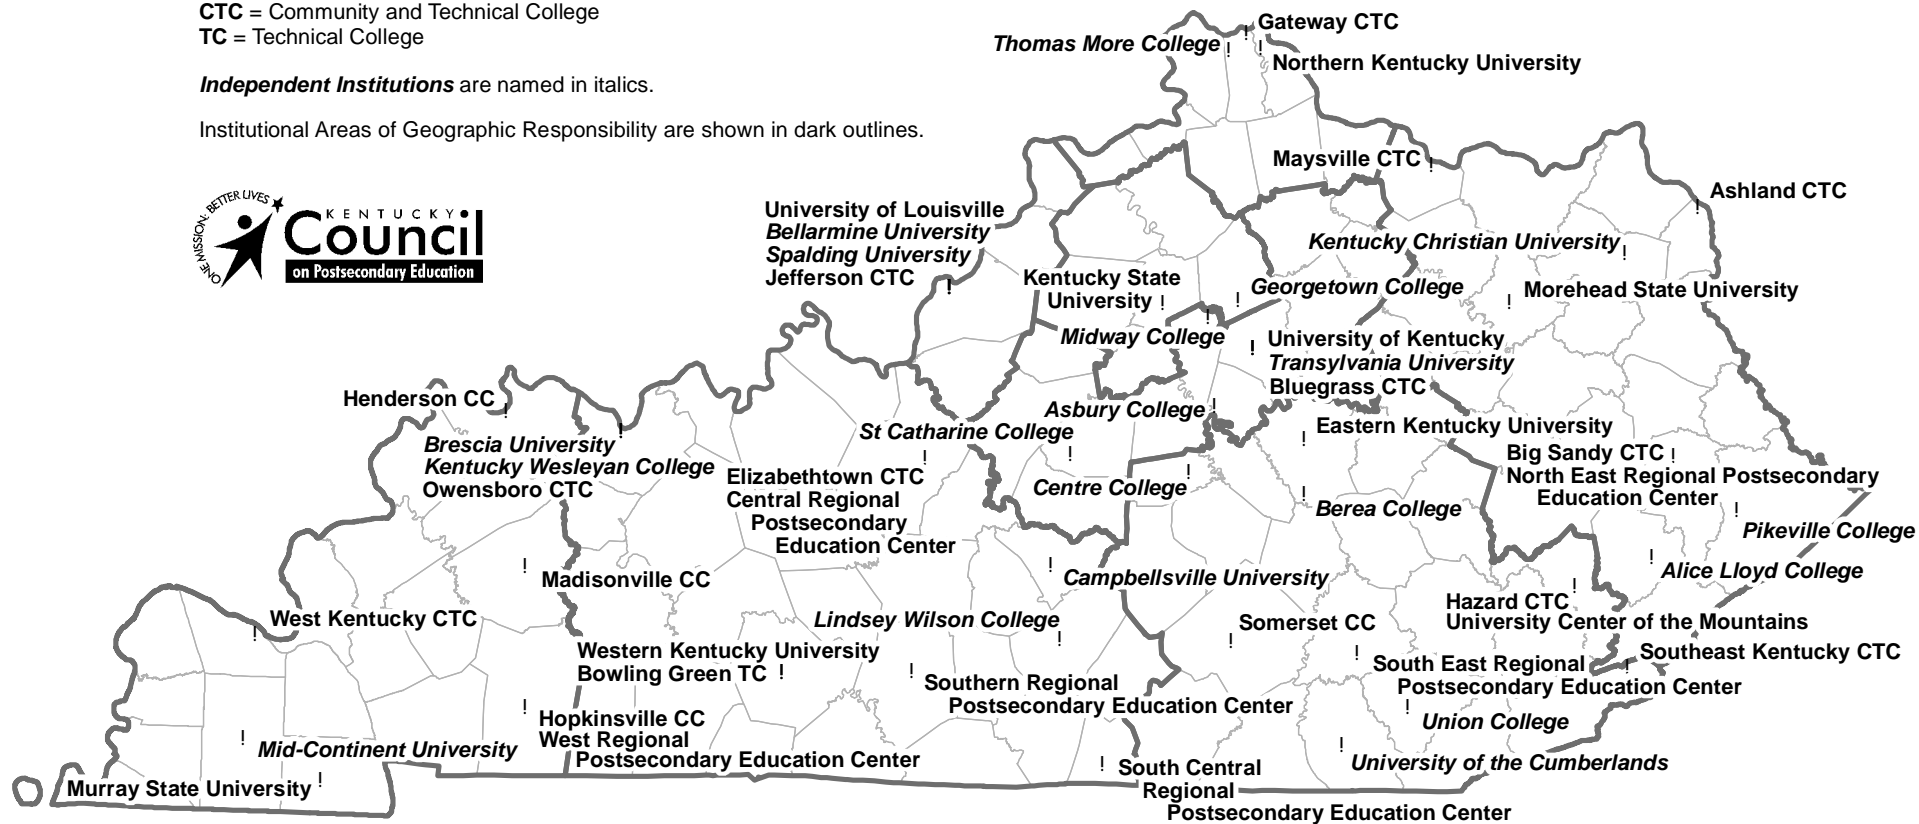 CTC = Community and Technical College
TC = Technical College
Independent Institutions are named in italics.
Institutional Areas of Geographic Responsibility are shown in dark outlines.
ONE MISSION: BETTER LIVES
KENTUCKY
Council
on Postsecondary Education
Gateway CTC
Thomas More College
Northern Kentucky University
Maysville CTC
Ashland CTC
University of Louisville
Bellarmine University
Spalding University
Jefferson CTC
Kentucky Christian University
Kentucky State
University
Georgetown College
Morehead State University
Midway College
University of Kentucky
Transylvania University
Bluegrass CTC
Henderson CC
Asbury College
Brescia University
Kentucky Wesleyan College
Owensboro CTC
St Catharine College
Eastern Kentucky University
Elizabethtown CTC
Central Regional
Postsecondary
Education Center
Centre College
Big Sandy CTC
North East Regional Postsecondary
Education Center
Berea College
Pikeville College
Madisonville CC
Campbellsville University
Alice Lloyd College
West Kentucky CTC
Lindsey Wilson College
Hazard CTC
University Center of the Mountains
Somerset CC
Western Kentucky University
Bowling Green TC
Southeast Kentucky CTC
South East Regional
Postsecondary Education Center
Southern Regional
Postsecondary Education Center
Hopkinsville CC
West Regional
Postsecondary Education Center
Union College
Mid-Continent University
University of the Cumberlands
Murray State University
South Central
Regional
Postsecondary Education Center